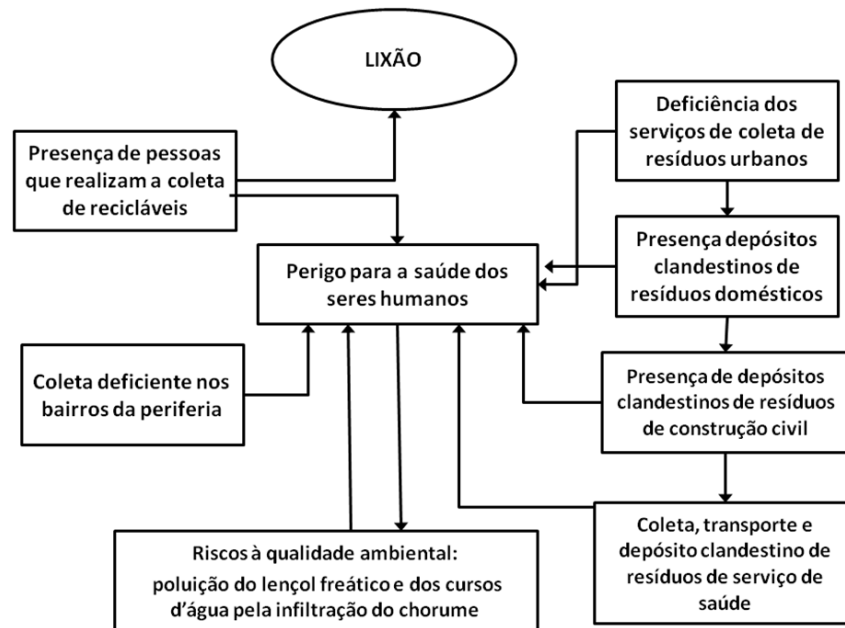 LIXÃO
Presença de pessoas
que realizam a coleta
de recicláveis
Deficiência dos
serviços de coleta de
resíduos urbanos
Perigo para a saúde dos
seres humanos
Presença depósitos
clandestinos de
resíduos domésticos
Coleta deficiente nos
bairros da periferia
Presença de depósitos
clandestinos de resíduos
de construção civil
Riscos à qualidade ambiental:
poluição do lençol freático e dos cursos
d’água pela infiltração do chorume
Coleta, transporte e
depósito clandestino de
resíduos de serviço de
saúde